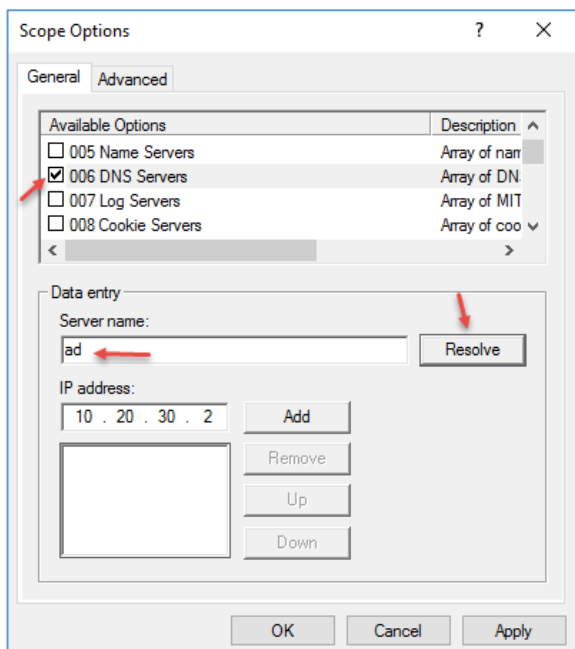 Scope Options ?
General Advanced
Available Options Description
005 Name Servers Array of nam
006 DNS Servers Array of DN
007 Log Servers Array of MIT
008 Cookie Servers Array of coo
Data entry
Server name:
ad Resolve
IP address:
10 . 20 . 30 . 2 Add
Remove
Up
Down
OK Cancel Apply